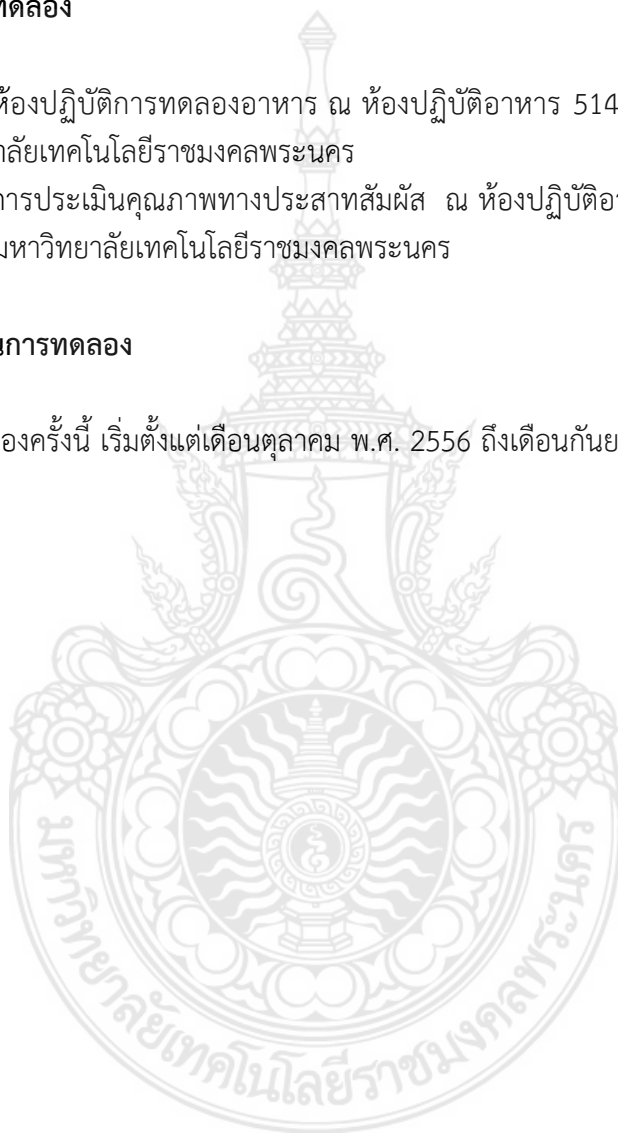 ทดลอง
ห้องปฏิบัติการทดลองอาหาร ณ ห้องปฏิบัติอาหาร 514
าลัยเทคโนโลยีราชมงคลพระนคร
การประเมินคุณภาพทางประสาทสัมผัส ณ ห้องปฏิบัติอา
มหาวิทยาลัยเทคโนโลยีราชมงคลพระนคร
นการทดลอง
องครั้งนี้ เริ่มตั้งแต่เดือนตุลาคม พ.ศ. 2556 ถึงเดือนกันย
มหาวิทยาลัยเทคโนโลยีราชมงคลพระนคร